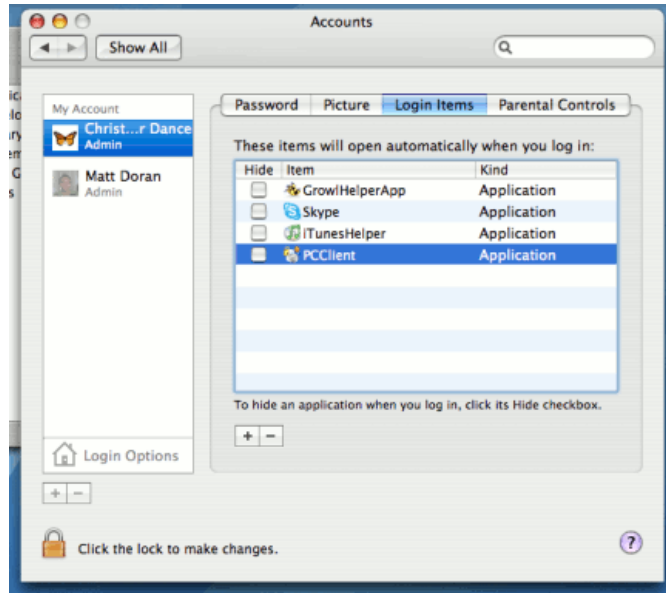 Accounts
Show All
My Account
Christ...r Dance
Admin
Matt Doran
Admin
Login Options
Password Picture Login Items Parental Controls
These items will open automatically when you log in:
Hide Item Kind
GrowlHelperApp Application
Skype Application
iTunesHelper Application
PCClient Application
To hide an application when you log in, click its Hide checkbox.
+ −
+ −
Click the lock to make changes.
?